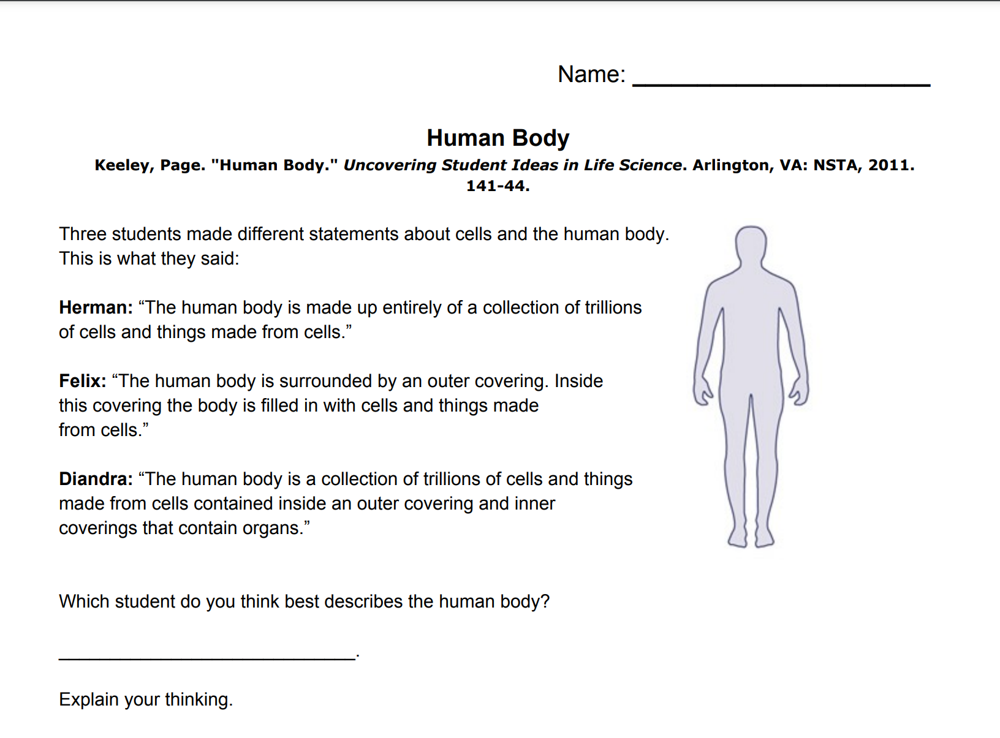 Name: _______________________
Human Body
Keeley, Page. "Human Body." Uncovering Student Ideas in Life Science. Arlington, VA: NSTA, 2011.
141-44.
Three students made different statements about cells and the human body.
This is what they said:
Herman: “The human body is made up entirely of a collection of trillions
of cells and things made from cells.”
Felix: “The human body is surrounded by an outer covering. Inside
this covering the body is filled in with cells and things made
from cells.”
Diandra: “The human body is a collection of trillions of cells and things
made from cells contained inside an outer covering and inner
coverings that contain organs.”
Which student do you think best describes the human body?
_____________________________.
Explain your thinking.